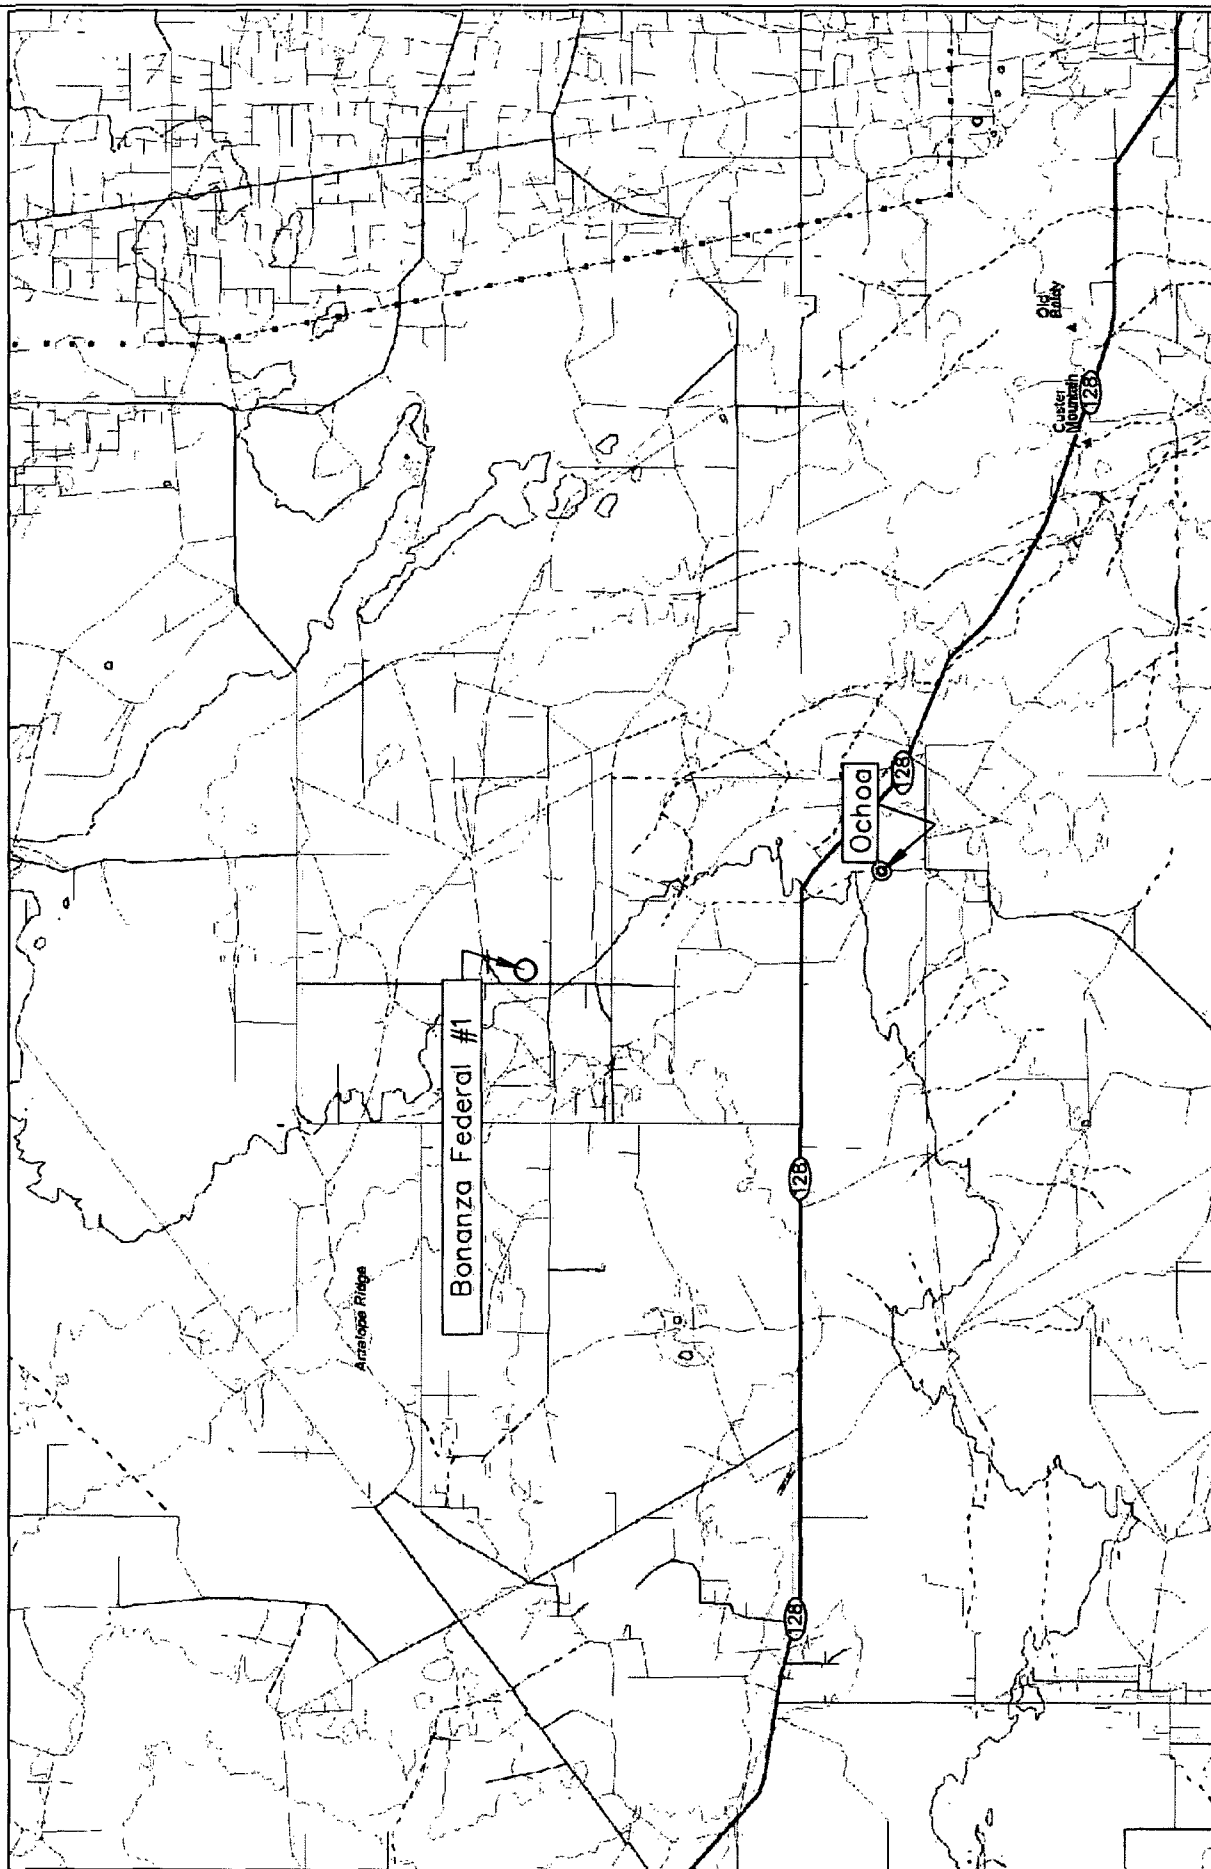 Old
Baldy
Custer
Mountain
128
128
Ochoa
Bonanza Federal #1
128
Antelope Ridge
128